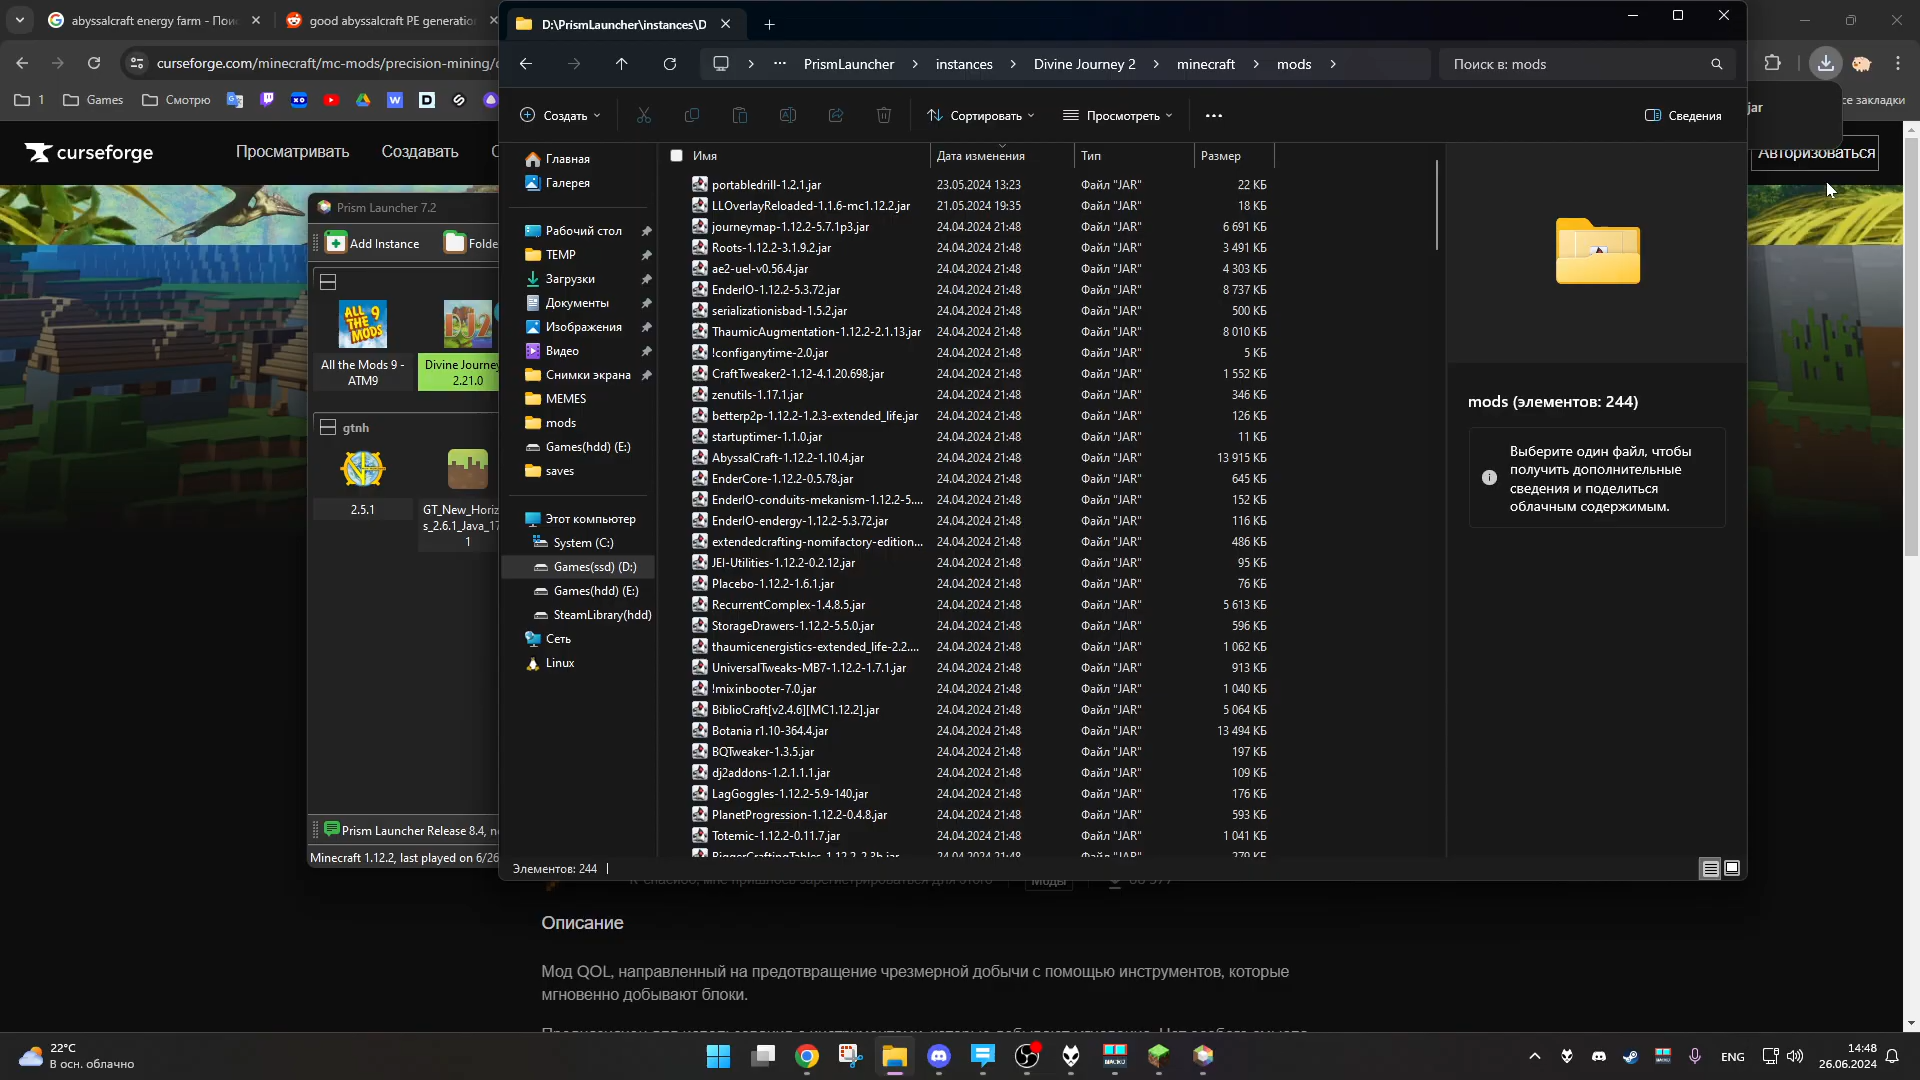 abyssalcraft energy farm - Пои
good abyssalcraft PE generatio
D:\PrismLauncher\instances\D
curseforge.com/minecraft/mc-mods/precision-mining/
PrismLauncher
instances
Divine Journey 2
minecraft
mods
Поиск в: mods
1
Games
Смотрю
се закладки
Создать
Сортировать
Просмотреть
Сведения
jar
CURSEFORGE
Просматривать
Создавать
С
Авторизоваться
Prism Launcher 7.2
Add Instance
Folde
All the Mods 9 -
ATM9
Divine Journey
2.21.0
gtnh
2.5.1
GT_New_Horiz
s_2.6.1_Java_17
1
Prism Launcher Release 8.4, n
Minecraft 1.12.2, last played on 6/26
Главная
Галерея
Рабочий стол
TEMP
Загрузки
Документы
Изображения
Видео
Снимки экрана
MEMES
mods
Games(hdd) (E:)
saves
Этот компьютер
System (C:)
Games(ssd) (D:)
Games(hdd) (E:)
SteamLibrary(hdd)
Сеть
Linux
Имя Дата изменения Тип Размер
portabledrill-1.2.1.jar 23.05.2024 13:23 Файл "JAR" 22 КБ
LLOverlayReloaded-1.1.6-mc1.12.2.jar 21.05.2024 19:35 Файл "JAR" 18 КБ
journeymap-1.12.2-5.7.1p3.jar 24.04.2024 21:48 Файл "JAR" 6 691 КБ
Roots-1.12.2-3.1.9.2.jar 24.04.2024 21:48 Файл "JAR" 3 491 КБ
ae2-uel-v0.56.4.jar 24.04.2024 21:48 Файл "JAR" 4 303 КБ
EnderIO-1.12.2-5.3.72.jar 24.04.2024 21:48 Файл "JAR" 8 737 КБ
serializationisbad-1.5.2.jar 24.04.2024 21:48 Файл "JAR" 500 КБ
ThaumicAugmentation-1.12.2-2.1.13.jar 24.04.2024 21:48 Файл "JAR" 8 010 КБ
!configanytime-2.0.jar 24.04.2024 21:48 Файл "JAR" 5 КБ
CraftTweaker2-1.12-4.1.20.698.jar 24.04.2024 21:48 Файл "JAR" 1 552 КБ
zenutils-1.17.1.jar 24.04.2024 21:48 Файл "JAR" 346 КБ
betterp2p-1.12.2-1.2.3-extended_life.jar 24.04.2024 21:48 Файл "JAR" 126 КБ
startuptimer-1.1.0.jar 24.04.2024 21:48 Файл "JAR" 11 КБ
AbyssalCraft-1.12.2-1.10.4.jar 24.04.2024 21:48 Файл "JAR" 13 915 КБ
EnderCore-1.12.2-0.5.78.jar 24.04.2024 21:48 Файл "JAR" 645 КБ
EnderIO-conduits-mekanism-1.12.2-5.... 24.04.2024 21:48 Файл "JAR" 152 КБ
EnderIO-endergy-1.12.2-5.3.72.jar 24.04.2024 21:48 Файл "JAR" 116 КБ
extendedcrafting-nomifactory-edition... 24.04.2024 21:48 Файл "JAR" 486 КБ
JEI-Utilities-1.12.2-0.2.12.jar 24.04.2024 21:48 Файл "JAR" 95 КБ
Placebo-1.12.2-1.6.1.jar 24.04.2024 21:48 Файл "JAR" 76 КБ
RecurrentComplex-1.4.8.5.jar 24.04.2024 21:48 Файл "JAR" 5 613 КБ
StorageDrawers-1.12.2-5.5.0.jar 24.04.2024 21:48 Файл "JAR" 596 КБ
thaumicenergistics-extended_life-2.2.... 24.04.2024 21:48 Файл "JAR" 1 062 КБ
UniversalTweaks-MB7-1.12.2-1.7.1.jar 24.04.2024 21:48 Файл "JAR" 913 КБ
!mixinbooter-7.0.jar 24.04.2024 21:48 Файл "JAR" 1 040 КБ
BiblioCraft[v2.4.6][MC1.12.2].jar 24.04.2024 21:48 Файл "JAR" 5 064 КБ
Botania r1.10-364.4.jar 24.04.2024 21:48 Файл "JAR" 13 494 КБ
BQTweaker-1.3.5.jar 24.04.2024 21:48 Файл "JAR" 197 КБ
dj2addons-1.2.1.1.1.jar 24.04.2024 21:48 Файл "JAR" 109 КБ
LagGoggles-1.12.2-5.9-140.jar 24.04.2024 21:48 Файл "JAR" 176 КБ
PlanetProgression-1.12.2-0.4.8.jar 24.04.2024 21:48 Файл "JAR" 593 КБ
Totemic-1.12.2-0.11.7.jar 24.04.2024 21:48 Файл "JAR" 1 041 КБ
BiggerCraftingTables-1.12.2-2.3b.jar 24.04.2024 21:48 Файл "JAR" 279 КБ
mods (элементов: 244)
Выберите один файл, чтобы
получить дополнительные
сведения и поделиться
облачным содержимым.
Элементов: 244
Моды
Описание
Мод QOL, направленный на предотвращение чрезмерной добычи с помощью инструментов, которые
мгновенно добывают блоки.
22°C
В осн. облачно
ENG
14:48
26.06.2024